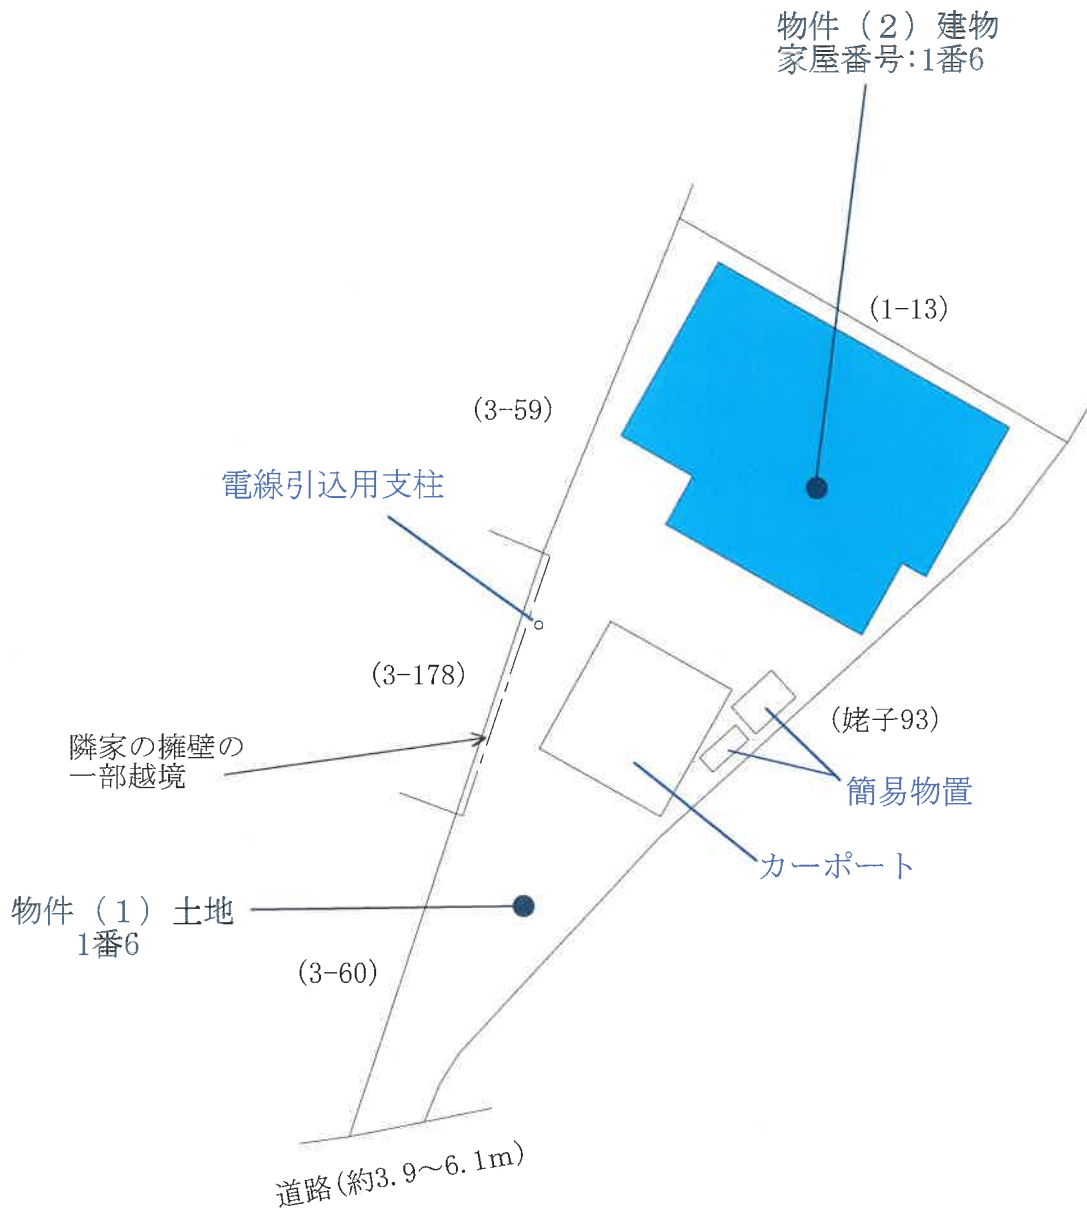 物件（2）建物
家屋番号:1番6
(1-13)
(3-59)
電線引込用支柱
(3-178)
(姥子93)
隣家の擁壁の
一部越境
簡易物置
カーポート
物件（1）土地
1番6
(3-60)
道路(約3.9～6.1m)